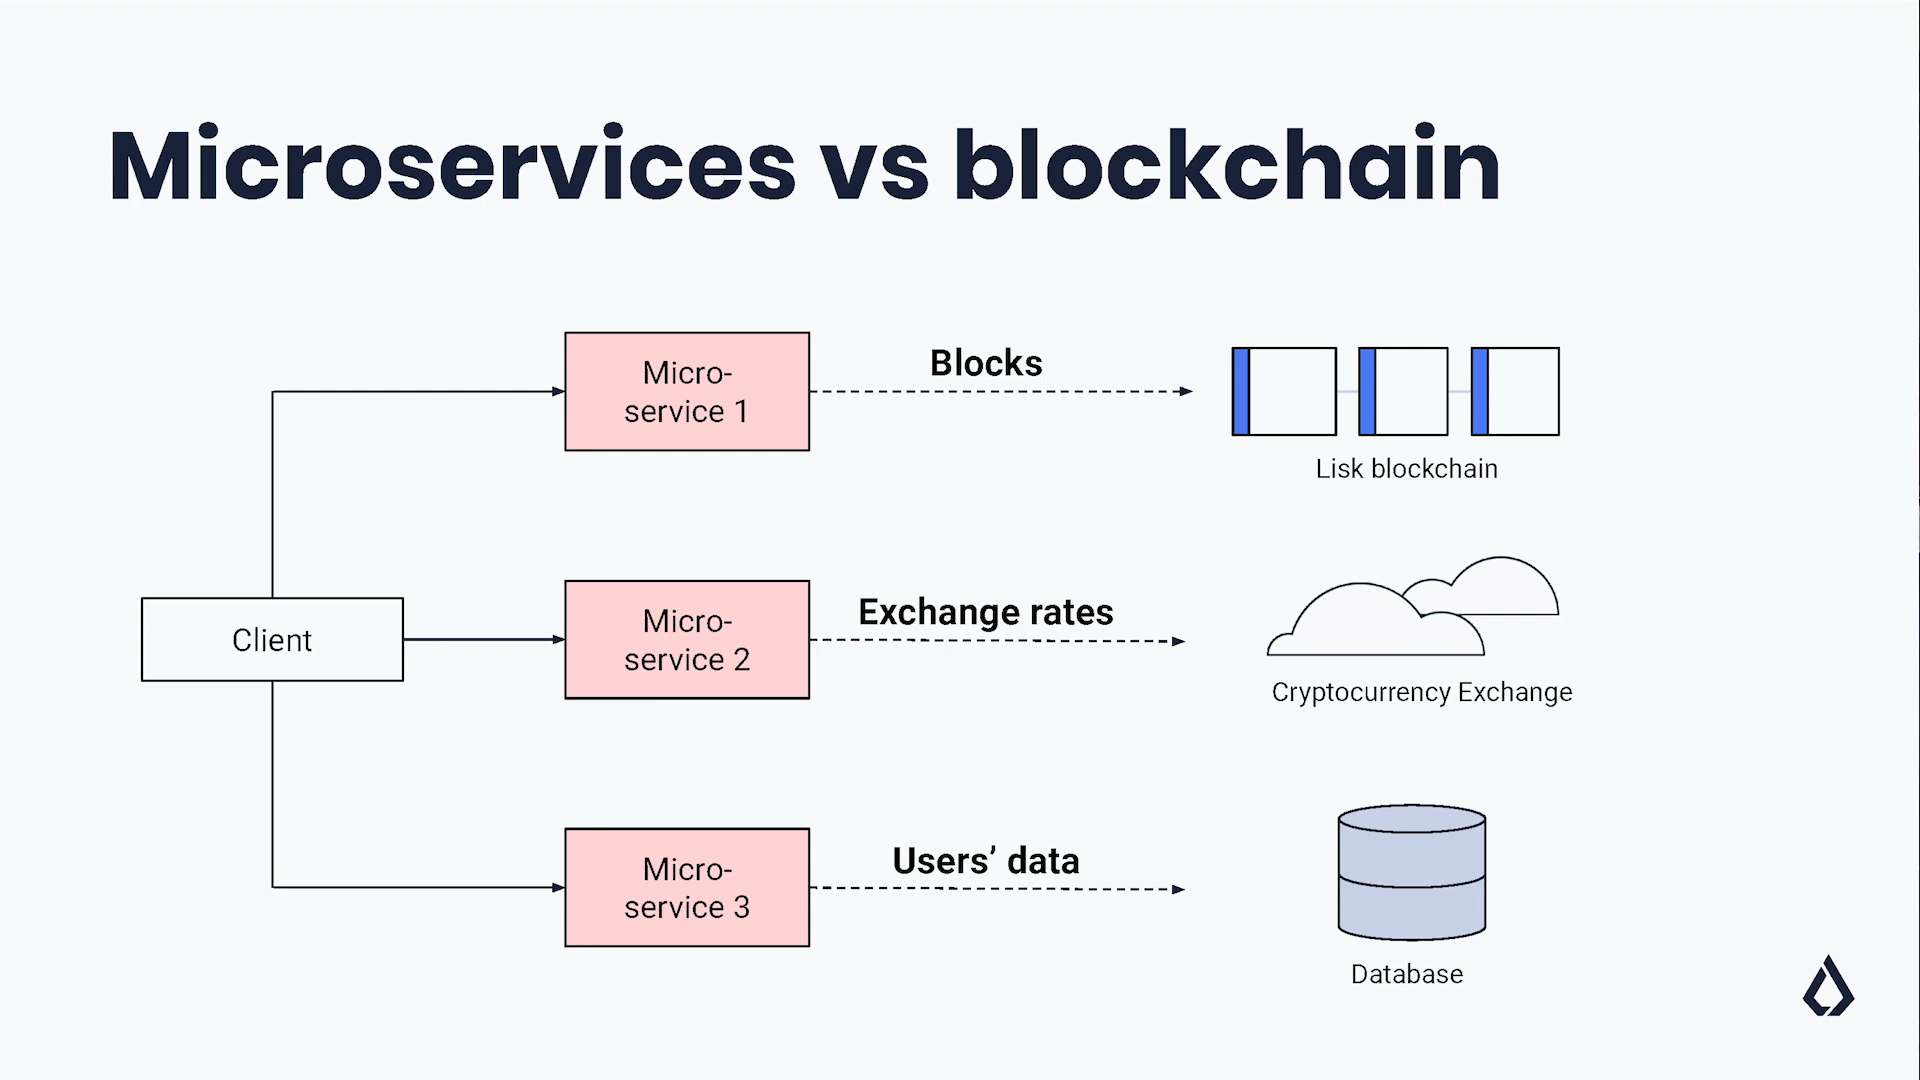 Microservices vs blockchain
Micro-
service 1
Blocks
Lisk blockchain
Client
Micro-
service 2
Exchange rates
Cryptocurrency Exchange
Micro-
service 3
Users’ data
Database